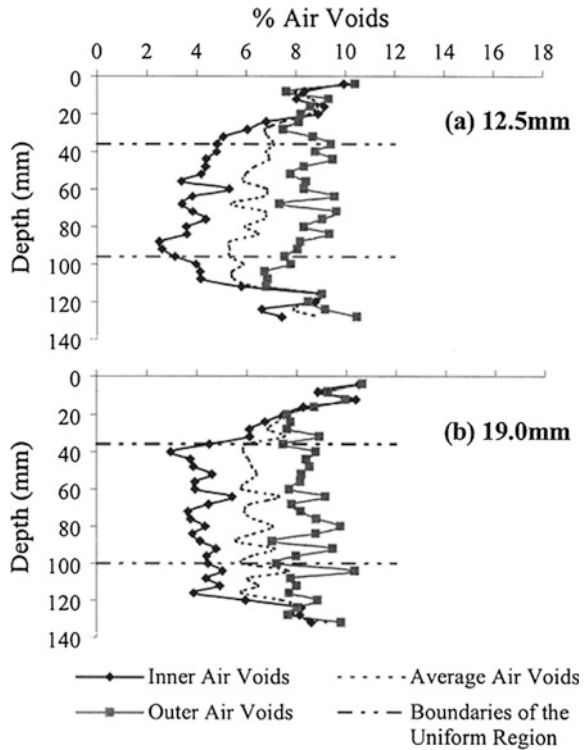 % Air Voids
0 2 4 6 8 10 12 14 16 18
0
20
40
60
80
100
120
140
Depth (mm)
(a) 12.5mm
0
20
40
60
80
100
120
140
Depth (mm)
(b) 19.0mm
Inner Air Voids
Average Air Voids
Outer Air Voids
Boundaries of the
Uniform Region